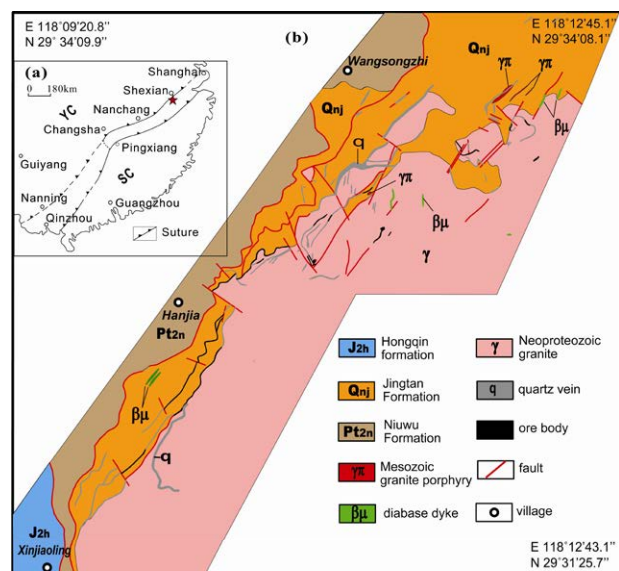 E 118°09'20.8"
N 29° 34'09.9"
(b)
E 118°12'45.1"
N 29°34'08.1"
(a)
0 180km
Shanghai
Shexian
YC
Nanchang
Changsha
Pingxiang
Guiyang
SC
Nanning
Guangzhou
Qinzhou
Suture
Wangsongzhi
Qnj
γπ
γπ
Qnj
βμ
q
γπ
βμ
γ
Hanjia
Pt2n
βμ
q
J2h
Xinjiaoling
J2h
Hongqin
formation
Qnj
Jingtan
Formation
Pt2n
Niuwu
Formation
γπ
Mesozoic
granite porphyry
βμ
diabase dyke
γ
Neoproteozoic
granite
q
quartz vein
ore body
fault
village
E 118°12'43.1"
N 29°31'25.7"